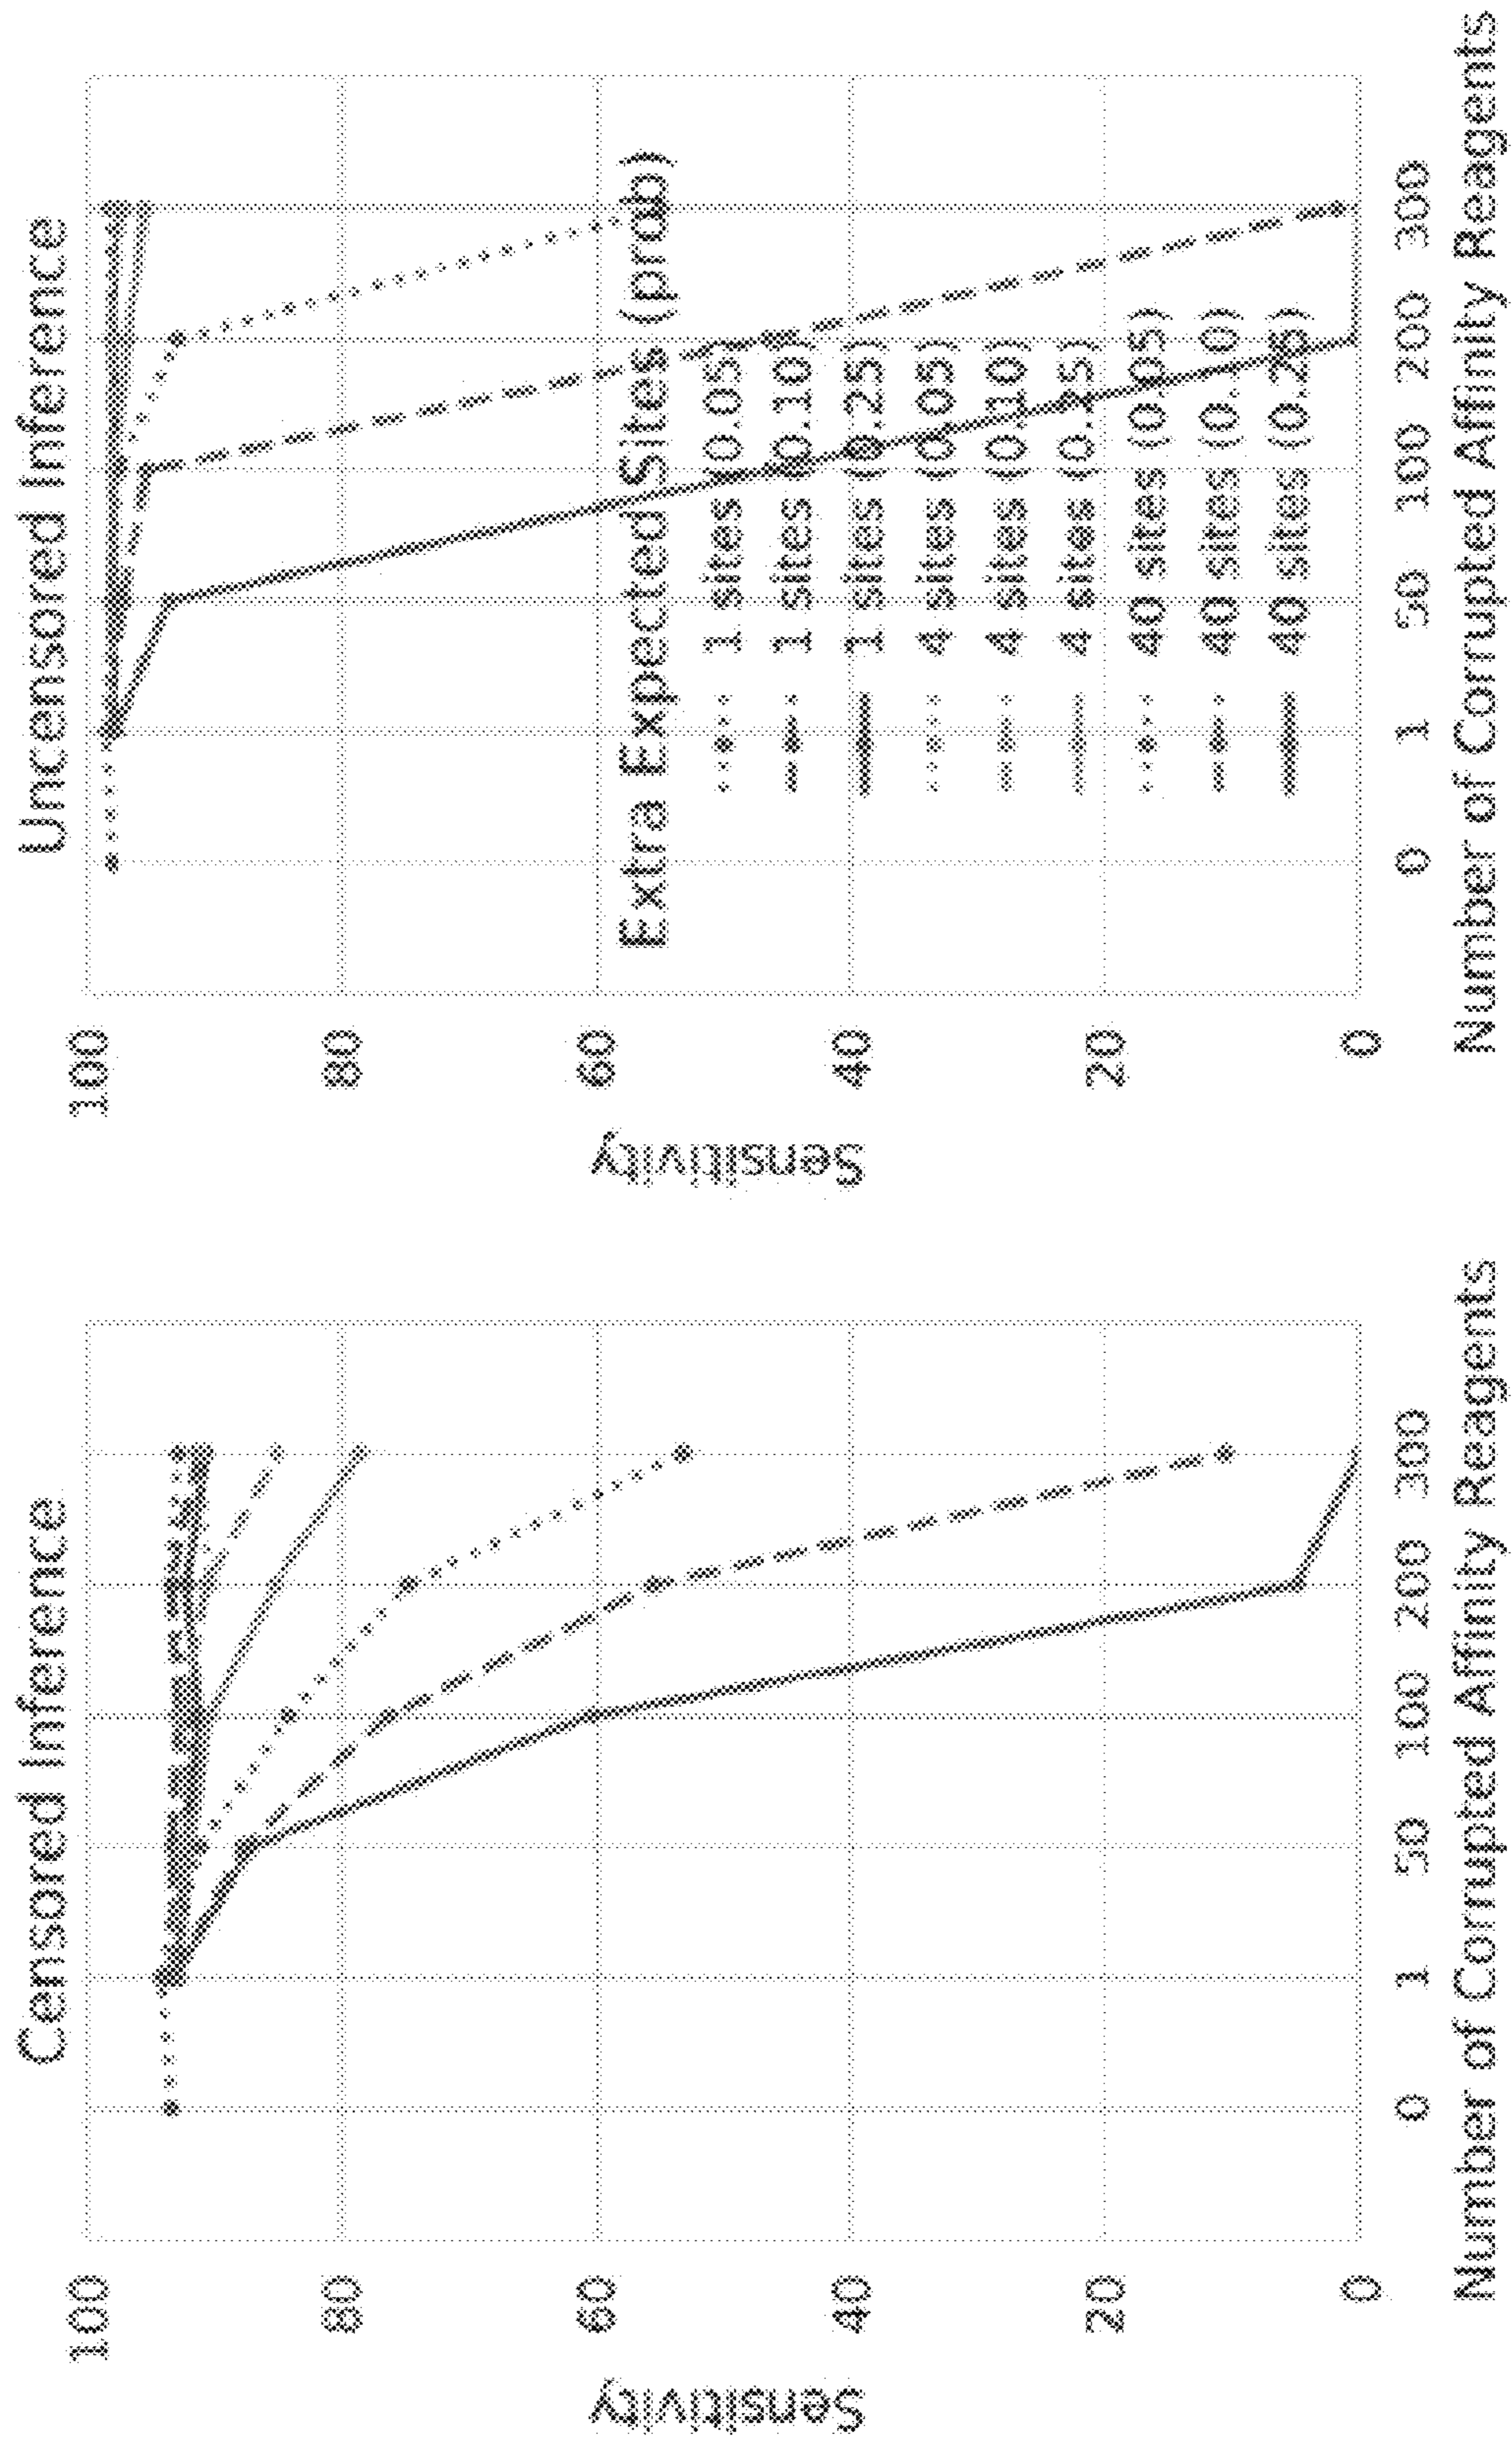 Censored Inference
100
80
60
40
20
0
Sensitivity
0 1 50 100 200 300
Number of Corrupted Affinity Reagents
Uncensored Inference
100
80
60
40
20
0
Sensitivity
Extra Expected Sites (prob)
1 sites (0.05)
1 sites (0.10)
1 sites (0.25)
4 sites (0.05)
4 sites (0.10)
4 sites (0.25)
40 sites (0.05)
40 sites (0.10)
40 sites (0.25)
0 1 50 100 200 300
Number of Corrupted Affinity Reagents